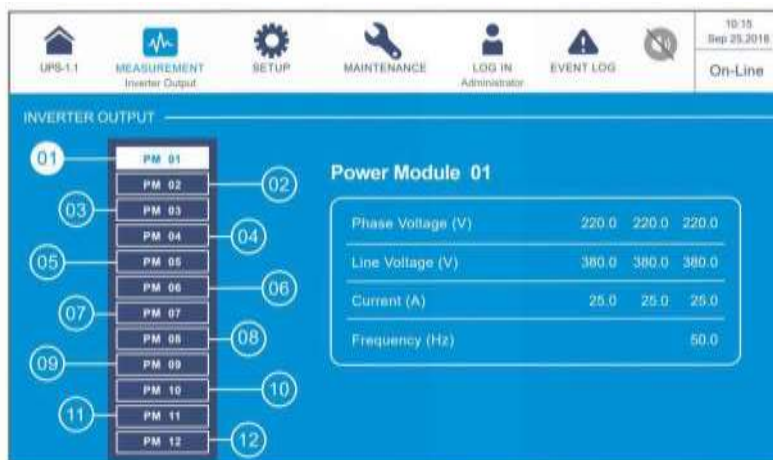 UPS-1.1
MEASUREMENT
Inverter Output
SETUP
MAINTENANCE
LOG IN
Administrator
EVENT LOG
10:15
Sep 25,2018
On-Line
INVERTER OUTPUT
01 PM 01
PM 02 02
03 PM 03
PM 04 04
05 PM 05
PM 06 06
07 PM 07
PM 08 08
09 PM 09
PM 10 10
11 PM 11
PM 12 12
Power Module 01
Phase Voltage (V) 220.0 220.0 220.0
Line Voltage (V) 380.0 380.0 380.0
Current (A) 25.0 25.0 25.0
Frequency (Hz) 50.0